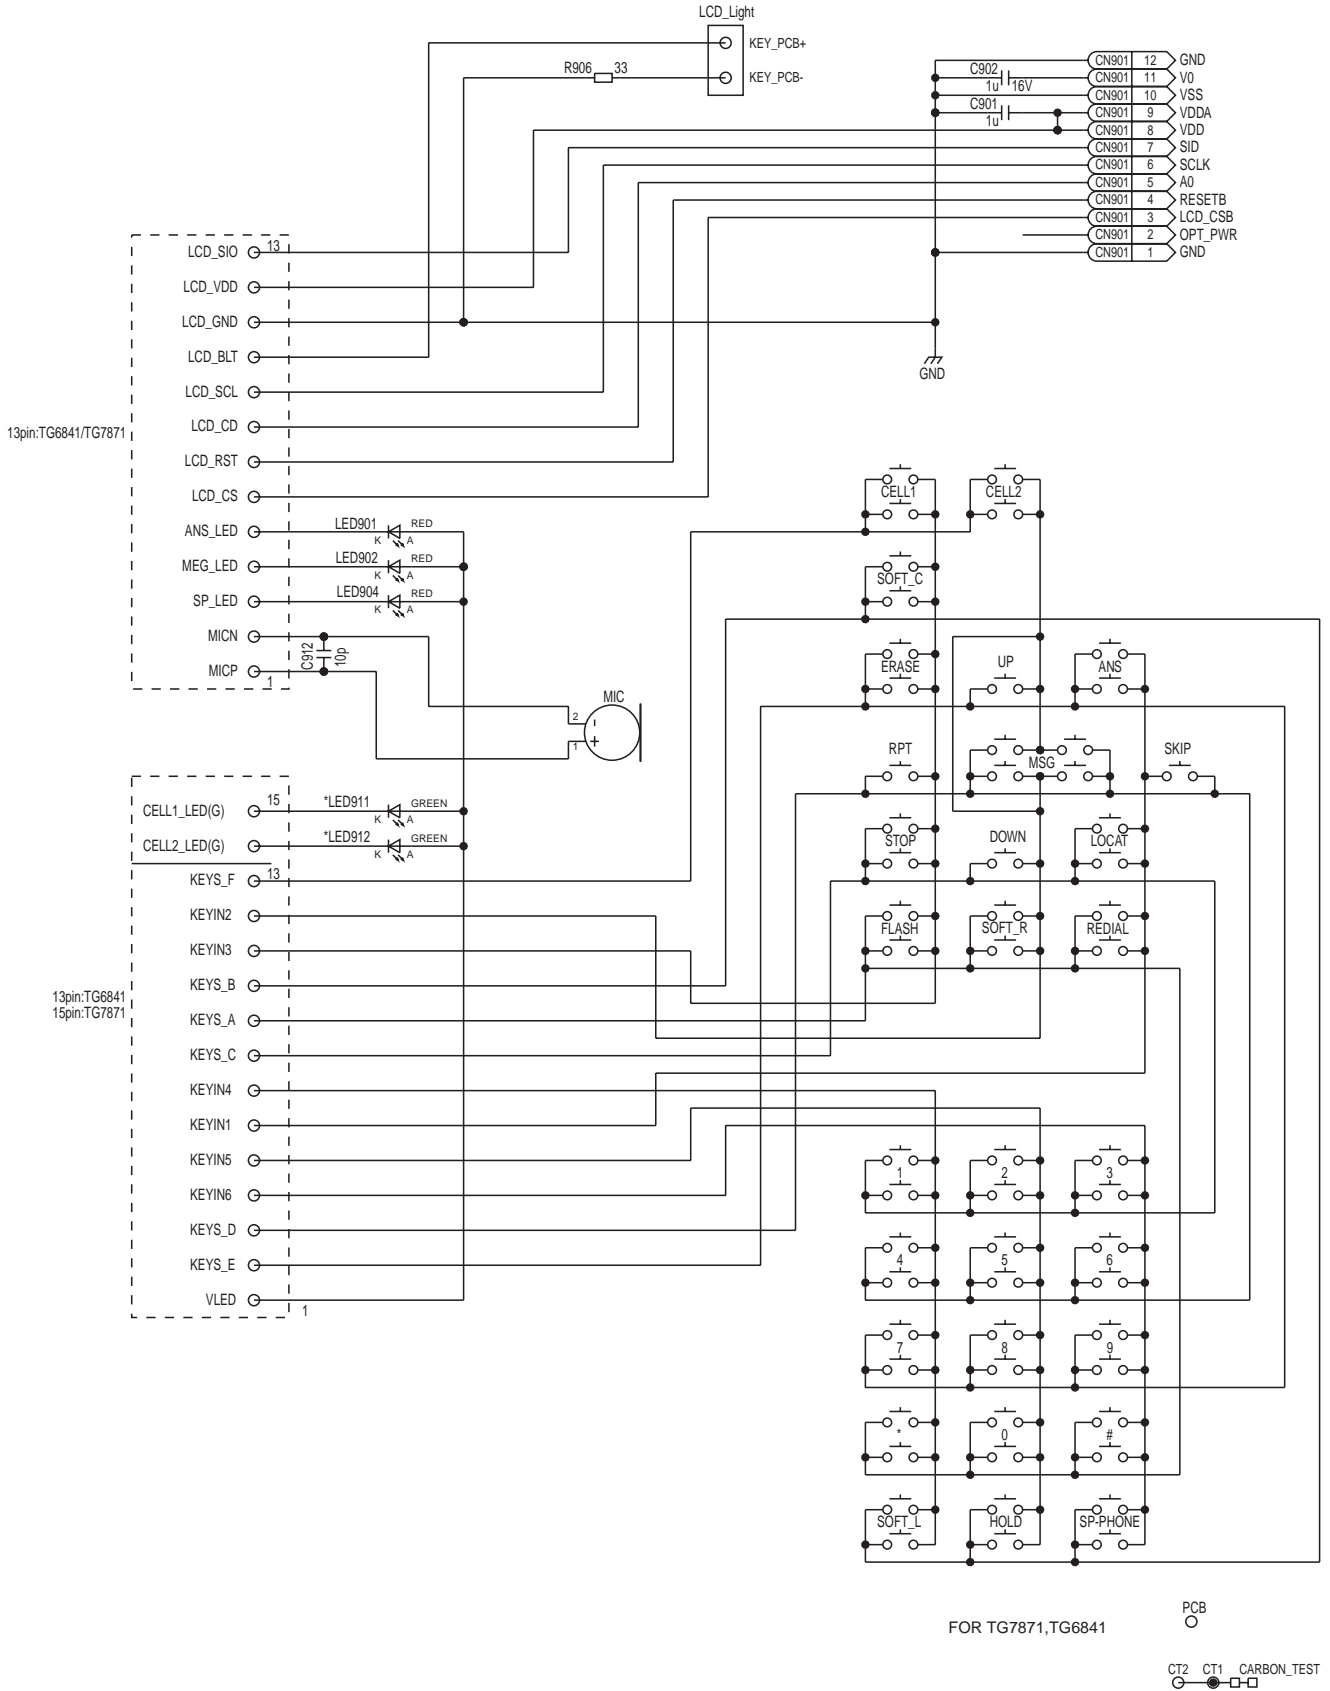 LCD_Light
KEY_PCB+
R906 33
KEY_PCB-
C902
1u 16V
C901
1u
CN901 12 GND
CN901 11 V0
CN901 10 VSS
CN901 9 VDDA
CN901 8 VDD
CN901 7 SID
CN901 6 SCLK
CN901 5 A0
CN901 4 RESETB
CN901 3 LCD_CSB
CN901 2 OPT_PWR
CN901 1 GND
GND
13pin:TG6841/TG7871
LCD_SIO 13
LCD_VDD
LCD_GND
LCD_BLT
LCD_SCL
LCD_CD
LCD_RST
LCD_CS
ANS_LED LED901 RED
K A
MEG_LED LED902 RED
K A
SP_LED LED904 RED
K A
MICN
C912 10p
MICP
1
MIC
2 -
1 +
13pin:TG6841
15pin:TG7871
CELL1_LED(G) 15 *LED911 GREEN
K A
CELL2_LED(G) *LED912 GREEN
K A
KEYS_F 13
KEYIN2
KEYIN3
KEYS_B
KEYS_A
KEYS_C
KEYIN4
KEYIN1
KEYIN5
KEYIN6
KEYS_D
KEYS_E
VLED
1
CELL1 CELL2
SOFT_C
ERASE UP ANS
RPT MSG SKIP
STOP DOWN LOCAT
FLASH SOFT_R REDIAL
1 2 3
4 5 6
7 8 9
* 0 #
SOFT_L HOLD SP-PHONE
FOR TG7871,TG6841
PCB
CT2 CT1 CARBON_TEST